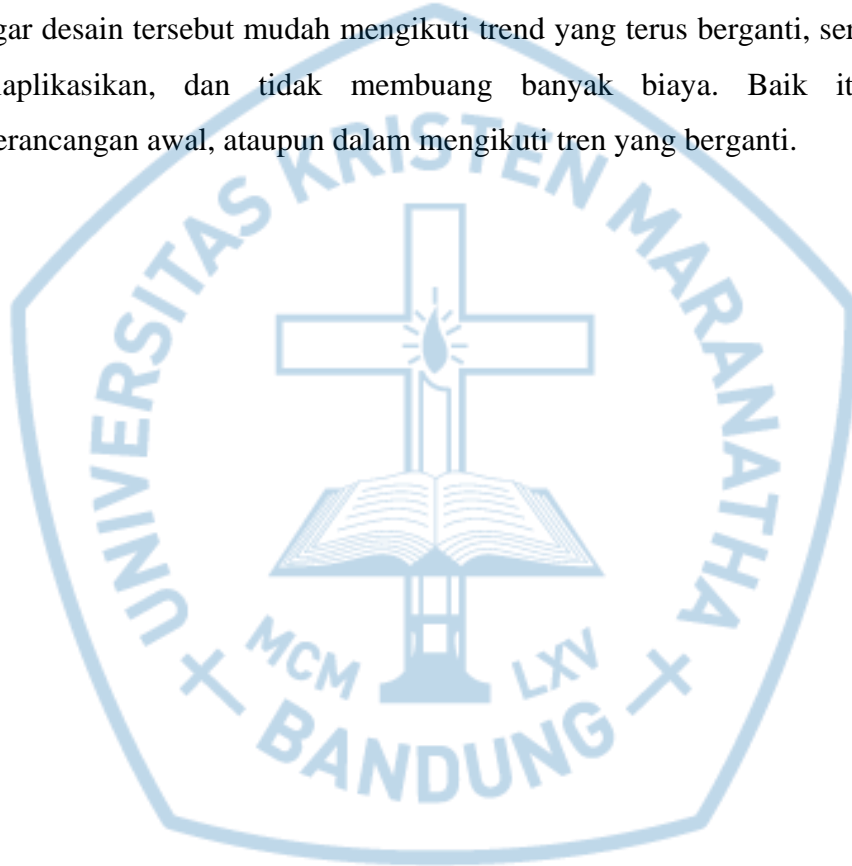 gar desain tersebut mudah mengikuti trend yang terus berganti, ser
aplikasikan, dan tidak membuang banyak biaya. Baik it
erancangan awal, ataupun dalam mengikuti tren yang berganti.
UNIVERSITAS KRISTEN MARANATHA
MCM LXV
BANDUNG